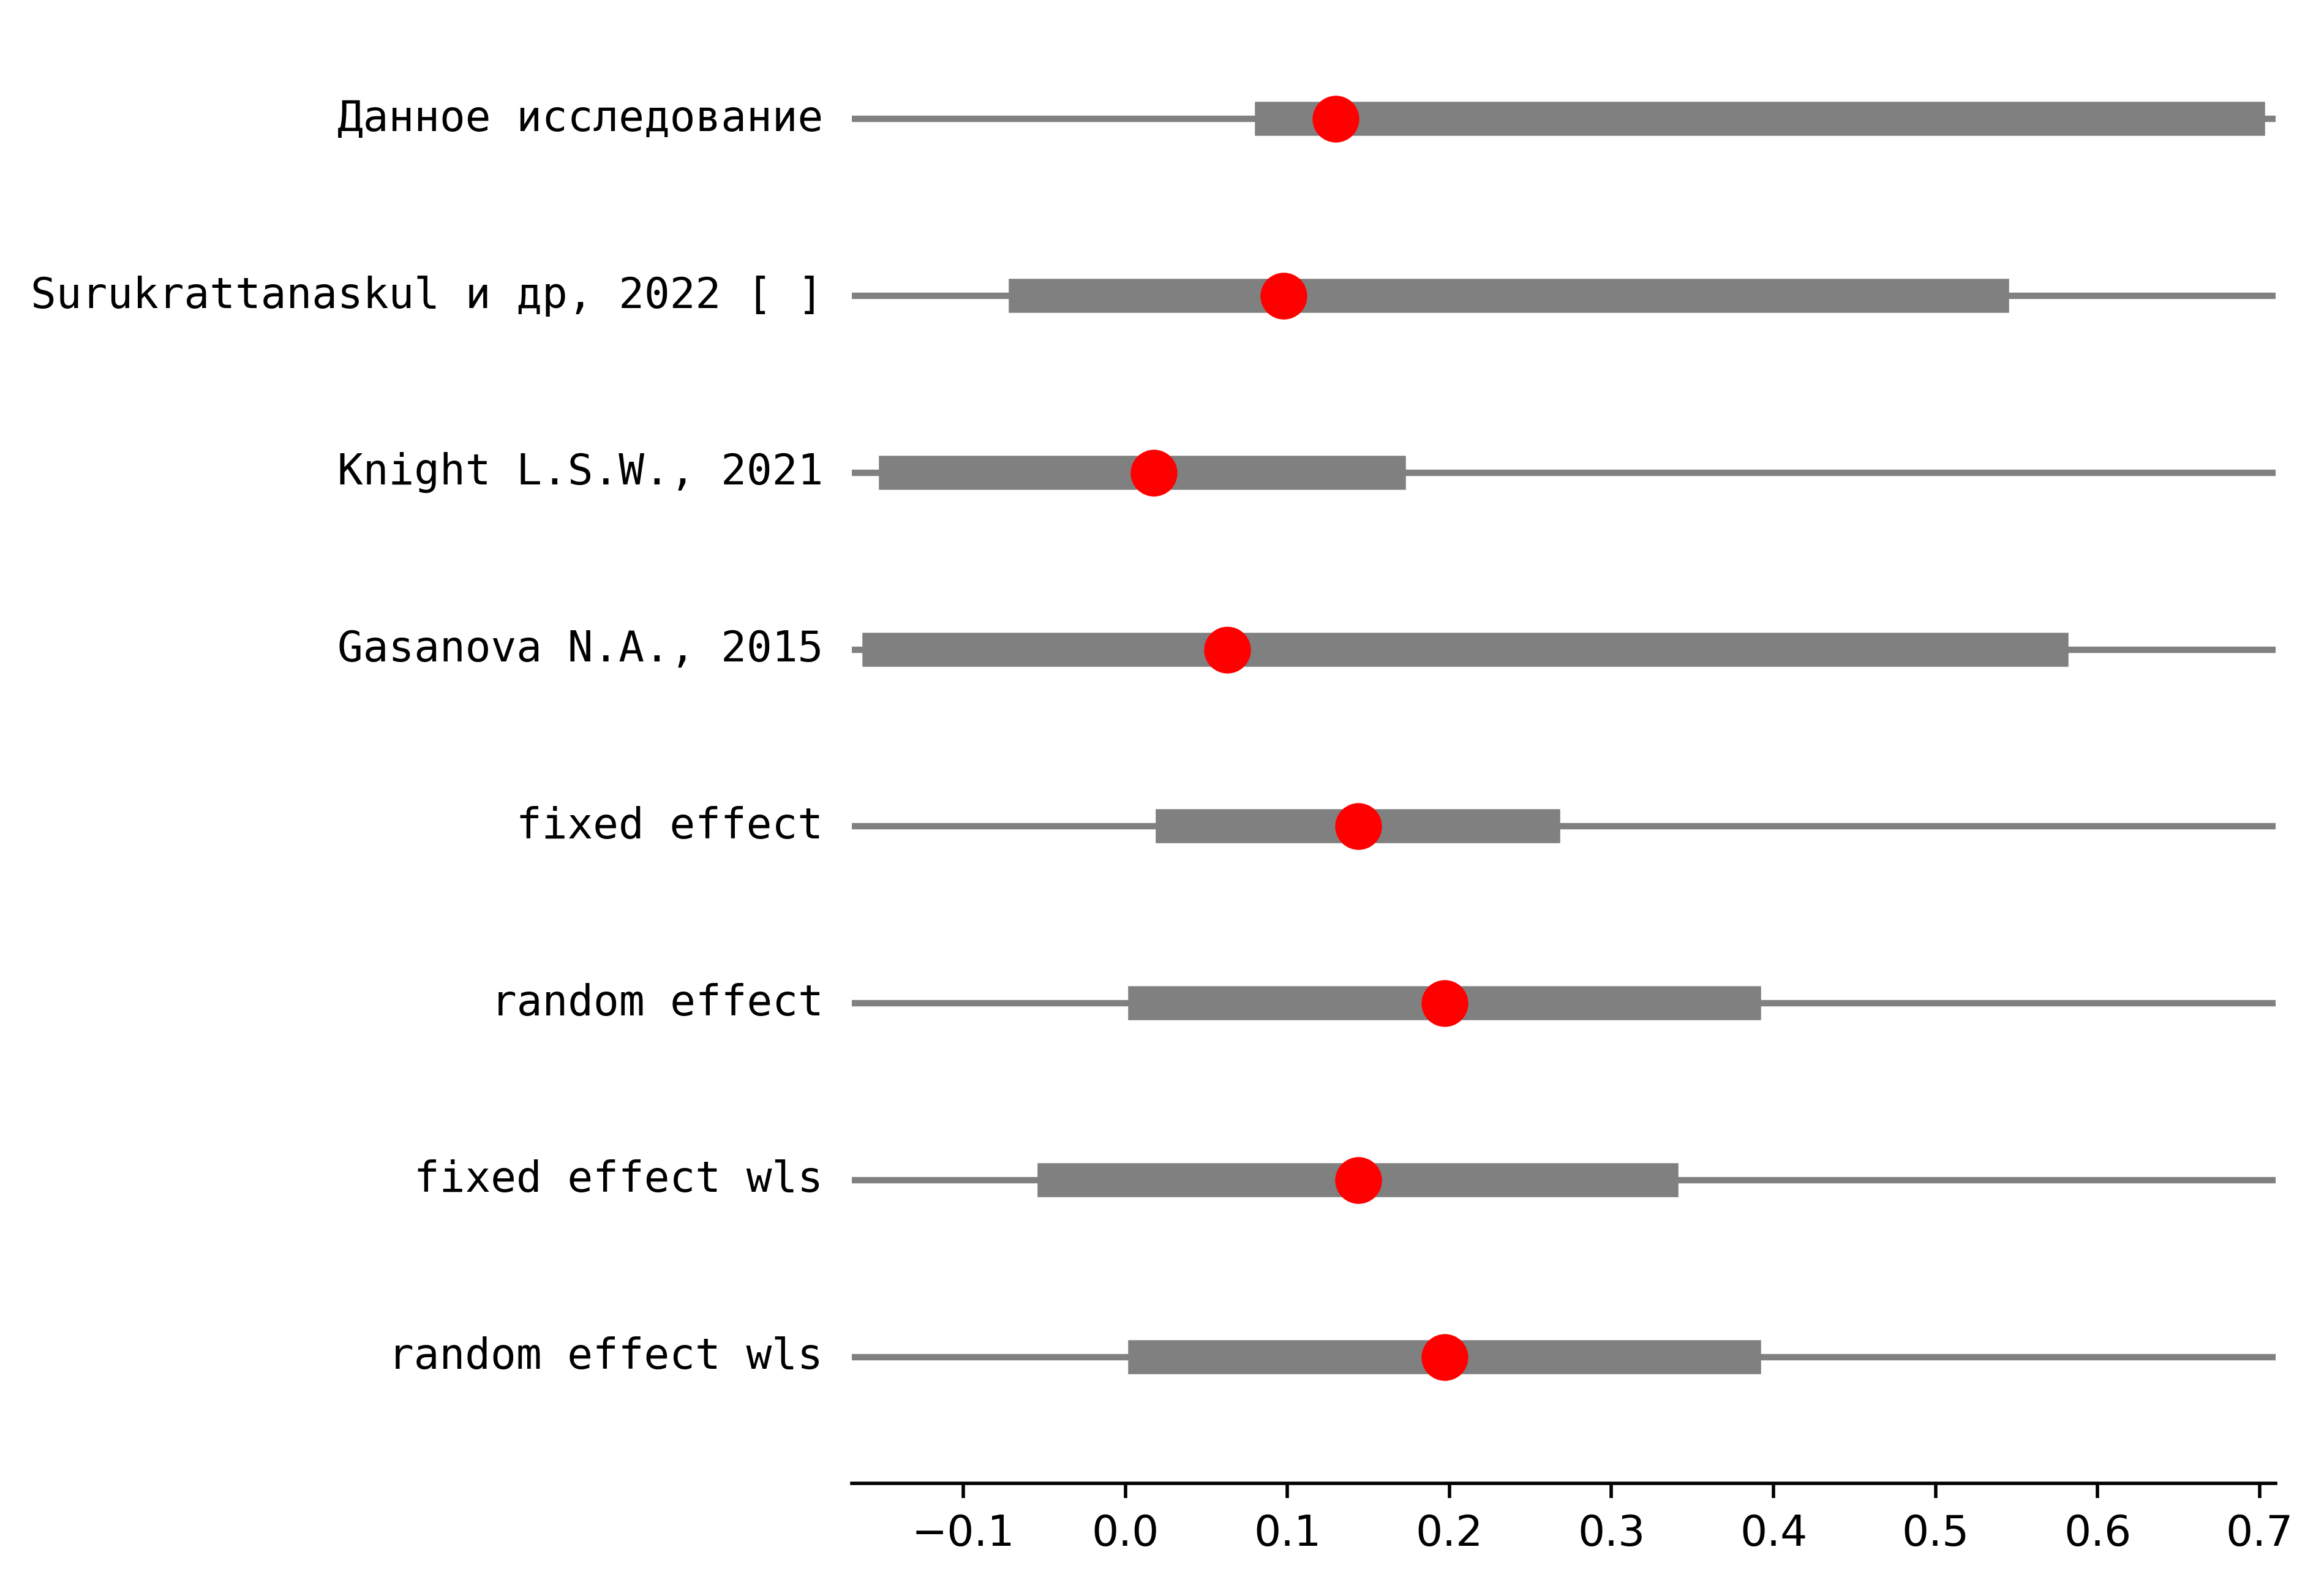 Данное исследование
Surukrattanaskul и др, 2022 [ ]
Knight L.S.W., 2021
Gasanova N.A., 2015
fixed effect
random effect
fixed effect wls
random effect wls
−0.1 0.0 0.1 0.2 0.3 0.4 0.5 0.6 0.7